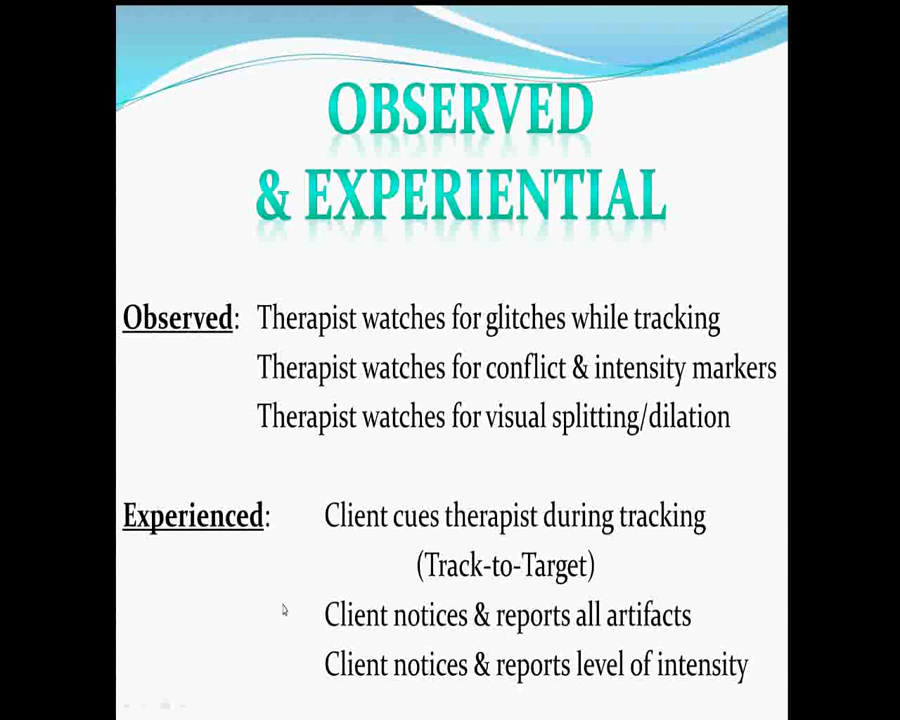 OBSERVED
& EXPERIENTIAL
Observed: Therapist watches for glitches while tracking
Therapist watches for conflict & intensity markers
Therapist watches for visual splitting/dilation
Experienced: Client cues therapist during tracking
(Track-to-Target)
Client notices & reports all artifacts
Client notices & reports level of intensity